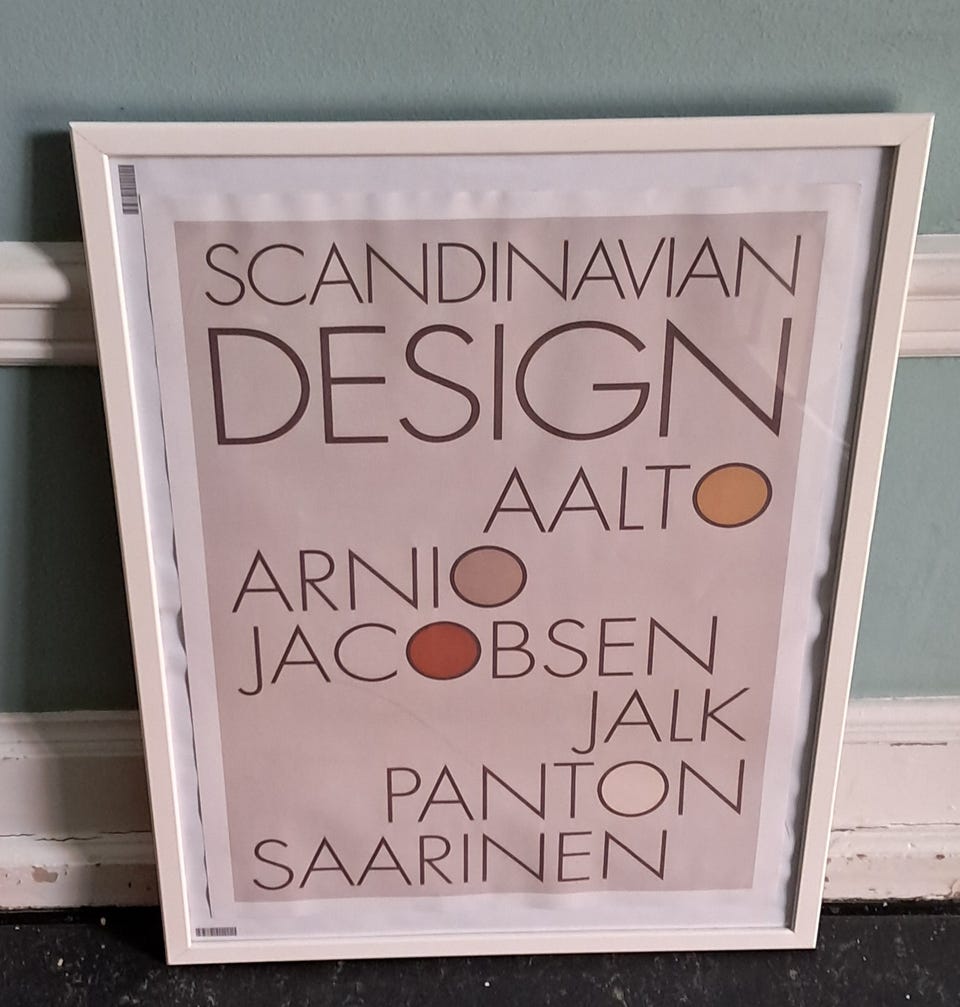 SCANDINAVIAN
DESIGN
AALTO
ARNIO
JACOBSEN
JALK
PANTON
SAARINEN